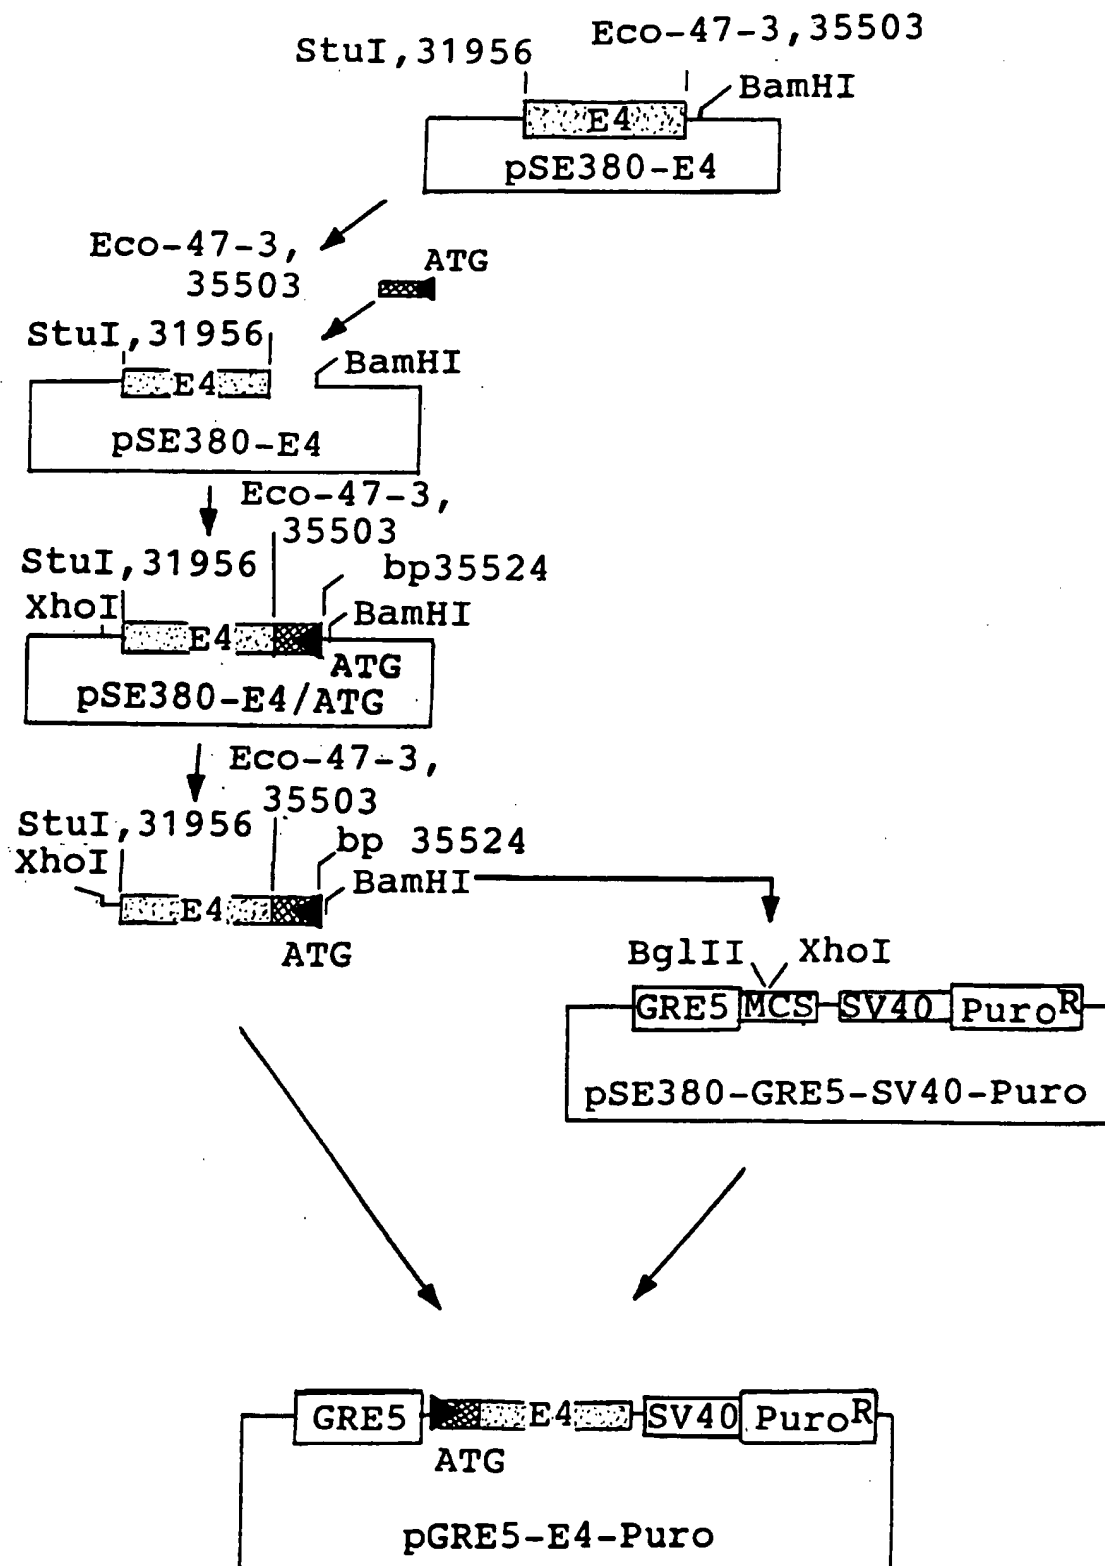 StuI,31956
Eco-47-3,35503
BamHI
E4
pSE380-E4
Eco-47-3,
35503
ATG
StuI,31956
BamHI
E4
pSE380-E4
Eco-47-3,
35503
StuI,31956
bp35524
XhoI
BamHI
E4
ATG
pSE380-E4/ATG
Eco-47-3,
35503
StuI,31956
bp 35524
XhoI
BamHI
E4
ATG
BglII XhoI
GRE5 MCS SV40 PuroR
pSE380-GRE5-SV40-Puro
GRE5 E4 SV40 PuroR
ATG
pGRE5-E4-Puro